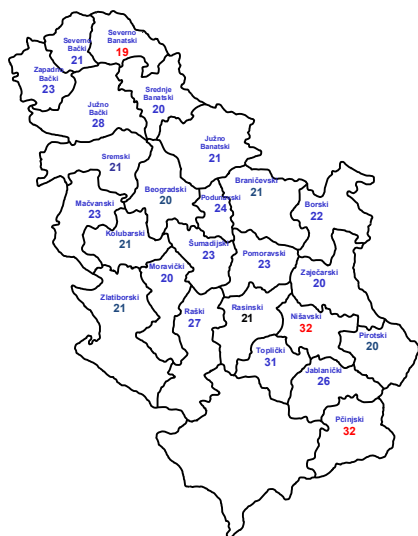 Severno
Banatski
19
Severno
Bački
21
Zapadno
Bački
23
Srednje
Banatski
20
Južno
Bački
28
Južno
Banatski
21
Sremski
21
Beogradski
20
Podunavski
24
Braničevski
21
Borski
22
Mačvanski
23
Kolubarski
21
Šumadijski
23
Pomoravski
23
Moravički
20
Zaječarski
20
Zlatiborski
21
Raški
27
Rasinski
21
Nišavski
32
Pirotski
20
Toplički
31
Jablanički
26
Pčinjski
32